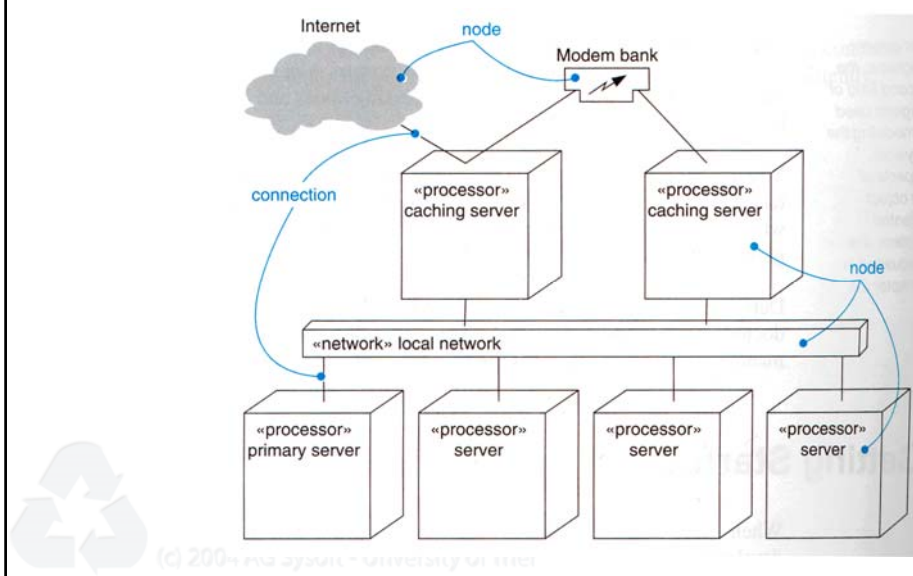 Internet
node
Modem bank
connection
«processor»
caching server
«processor»
caching server
node
«network» local network
«processor»
primary server
«processor»
server
«processor»
server
«processor»
server
(c) 2004 AG Sysoft - University of Trier